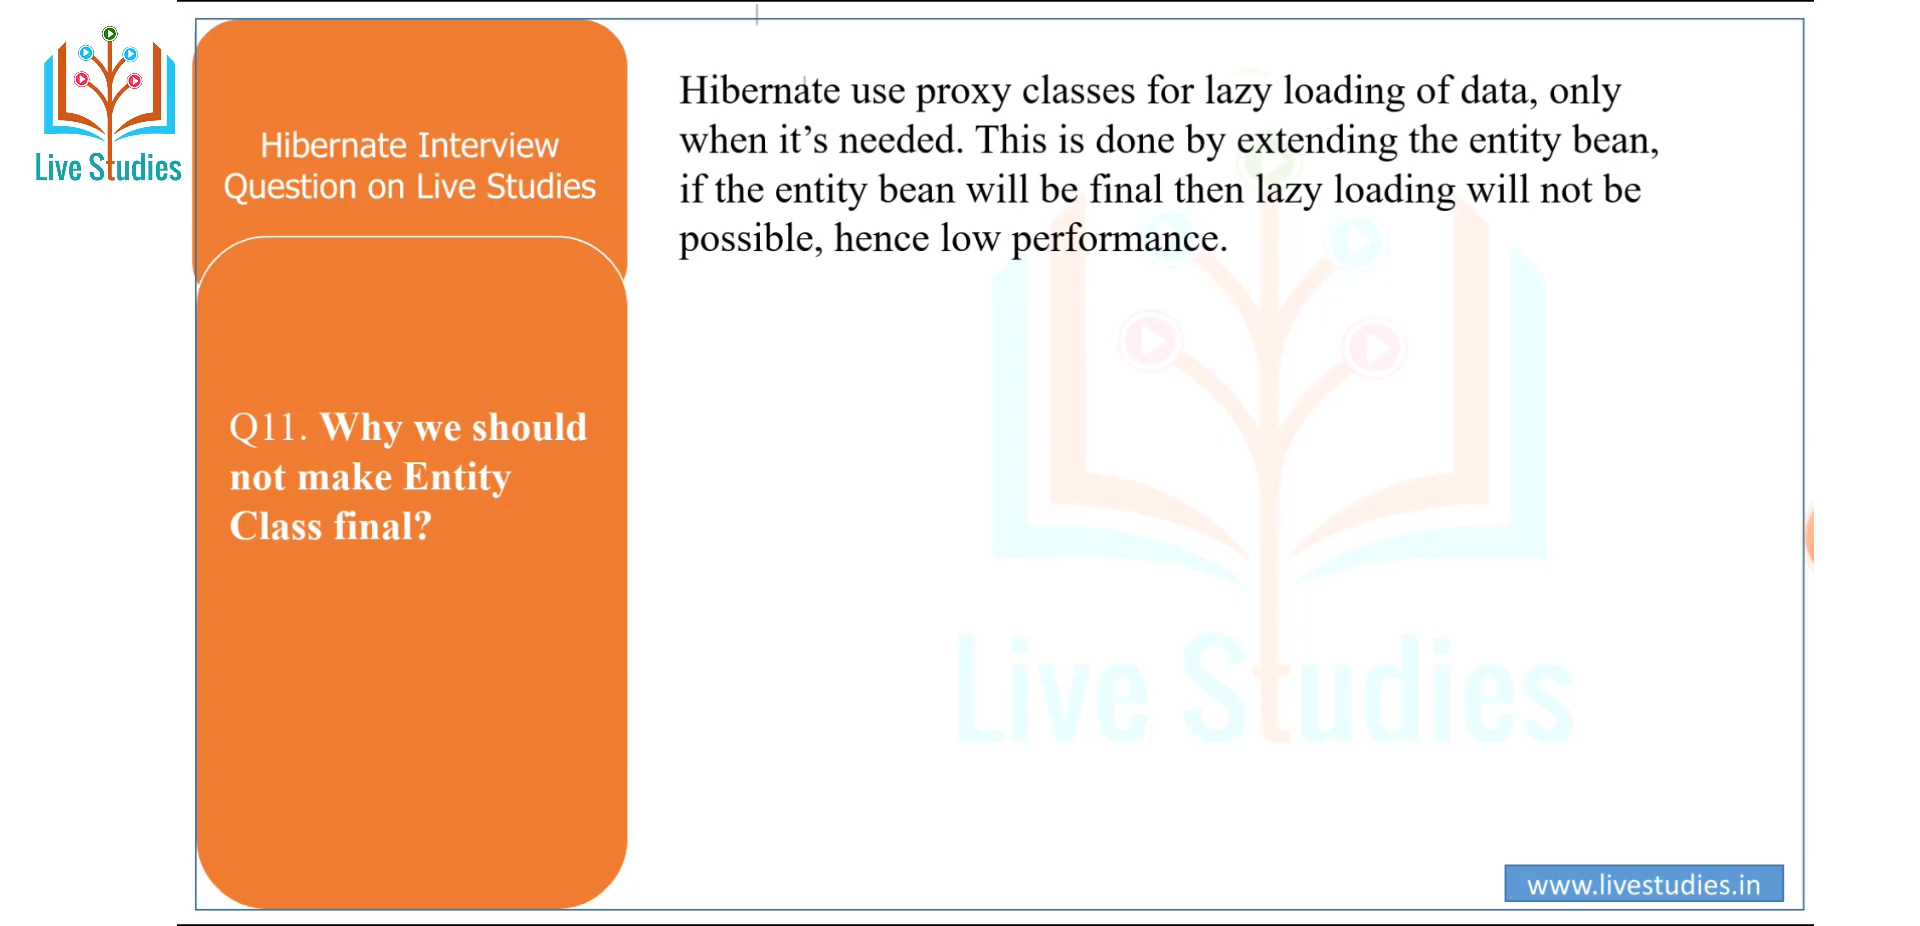 Live Studies
Hibernate Interview
Question on Live Studies
Q11. Why we should
not make Entity
Class final?
Hibernate use proxy classes for lazy loading of data, only
when it’s needed. This is done by extending the entity bean,
if the entity bean will be final then lazy loading will not be
possible, hence low performance.
Live Studies
www.livestudies.in